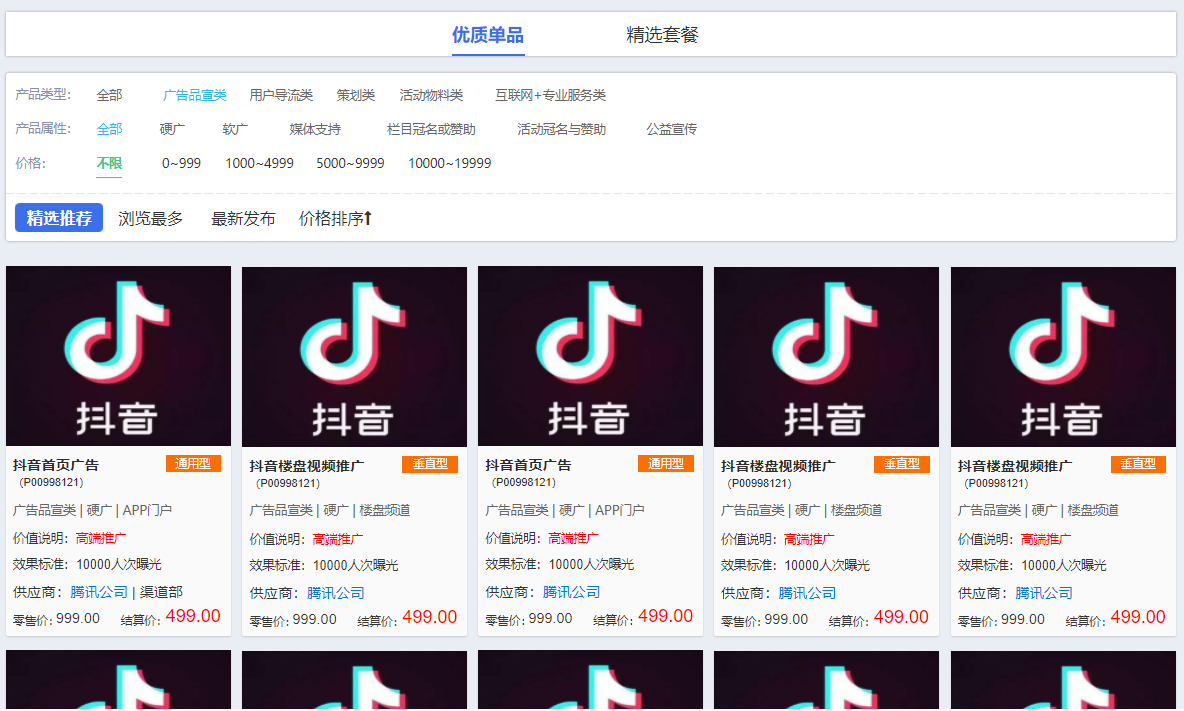 优质单品 精选套餐
产品类型: 全部 广告品宣类 用户导流类 策划类 活动物料类 互联网+专业服务类
产品属性: 全部 硬广 软广 媒体支持 栏目冠名或赞助 活动冠名与赞助 公益宣传
价格: 不限 0~999 1000~4999 5000~9999 10000~19999
精选推荐 浏览最多 最新发布 价格排序↑
抖音 抖音 抖音 抖音 抖音
抖音首页广告 通用型 抖音楼盘视频推广 垂直型 抖音首页广告 通用型 抖音楼盘视频推广 垂直型 抖音楼盘视频推广 垂直型
(P00998121) (P00998121) (P00998121) (P00998121) (P00998121)
广告品宣类 | 硬广 | APP门户 广告品宣类 | 硬广 | 楼盘频道 广告品宣类 | 硬广 | APP门户 广告品宣类 | 硬广 | 楼盘频道 广告品宣类 | 硬广 | 楼盘频道
价值说明: 高端推广 价值说明: 高端推广 价值说明: 高端推广 价值说明: 高端推广 价值说明: 高端推广
效果标准: 10000人次曝光 效果标准: 10000人次曝光 效果标准: 10000人次曝光 效果标准: 10000人次曝光 效果标准: 10000人次曝光
供应商: 腾讯公司 | 渠道部 供应商: 腾讯公司 供应商: 腾讯公司 供应商: 腾讯公司 供应商: 腾讯公司
零售价: 999.00 结算价: 499.00 零售价: 999.00 结算价: 499.00 零售价: 999.00 结算价: 499.00 零售价: 999.00 结算价: 499.00 零售价: 999.00 结算价: 499.00